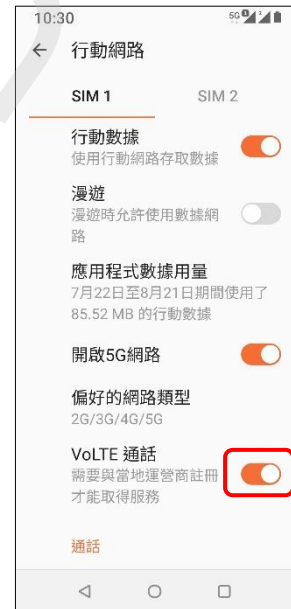 10:30 5G 2
行動網路
SIM 1 SIM 2
行動數據
使用行動網路存取數據
漫遊
漫遊時允許使用數據網
路
應用程式數據用量
7月22日至8月21日期間使用了
85.52 MB 的行動數據
開啟5G網路
偏好的網路類型
2G/3G/4G/5G
VoLTE 通話
需要與當地運營商註冊
才能取得服務
通話